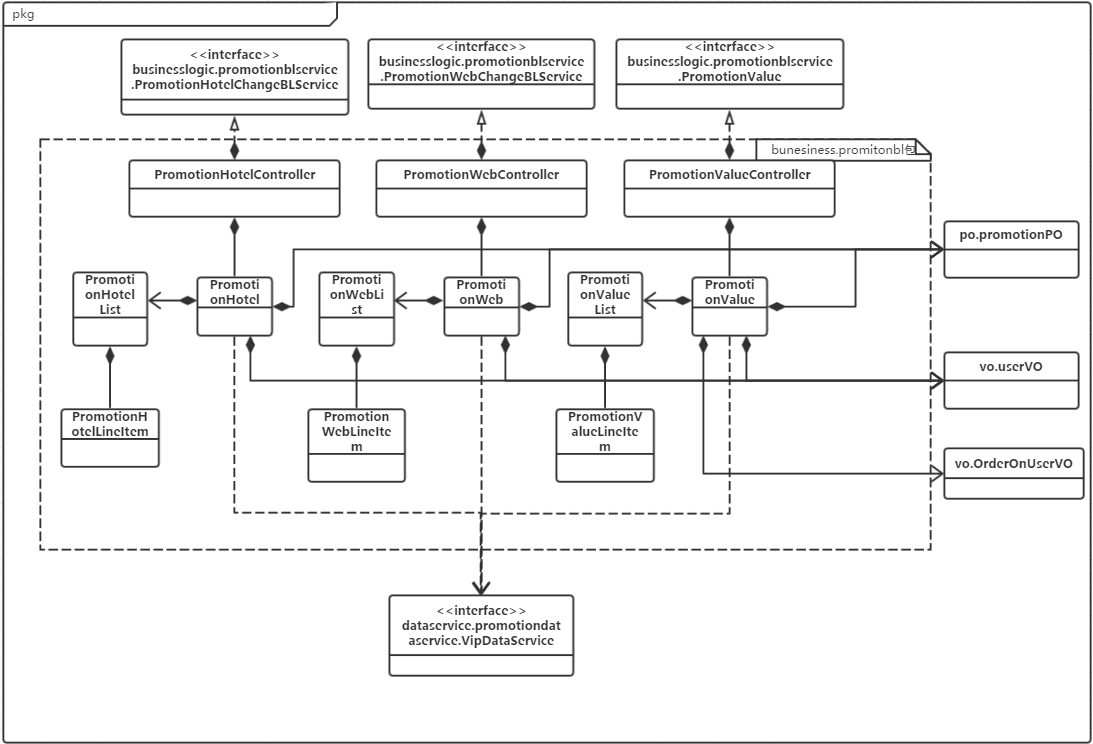 pkg
<<interface>>
businesslogic.promotionblservice
.PromotionHotelChangeBLService
<<interface>>
businesslogic.promotionblservice
.PromotionWebChangeBLService
<<interface>>
businesslogic.promotionblservice
.PromotionValue
bunesiness.promitonbl包
PromotionHotelController
PromotionWebController
PromotionValueController
po.promotionPO
Promoti
onHotel
List
Promoti
onHotel
Promoti
onWebLi
st
Promoti
onWeb
Promoti
onValue
List
Promoti
onValue
vo.userVO
PromotionH
otelLineItem
Promotion
WebLineIte
m
PromotionV
alueLineIte
m
vo.OrderOnUserVO
<<interface>>
dataservice.promotiondat
aservice.VipDataService